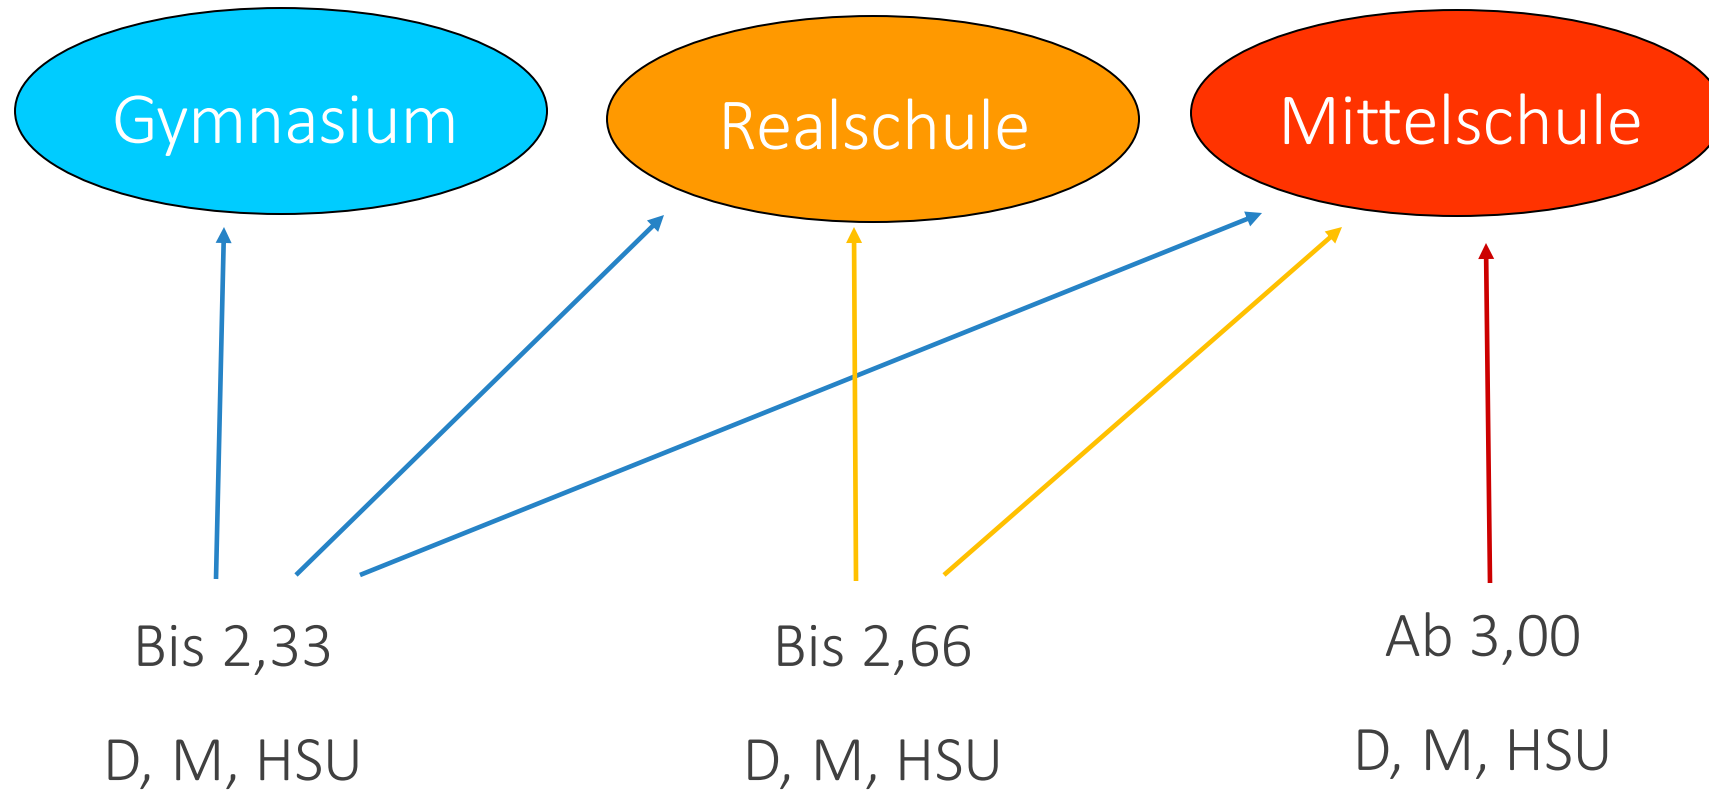 Gymnasium
Realschule
Mittelschule
Bis 2,33
Bis 2,66
Ab 3,00
D, M, HSU
D, M, HSU
D, M, HSU